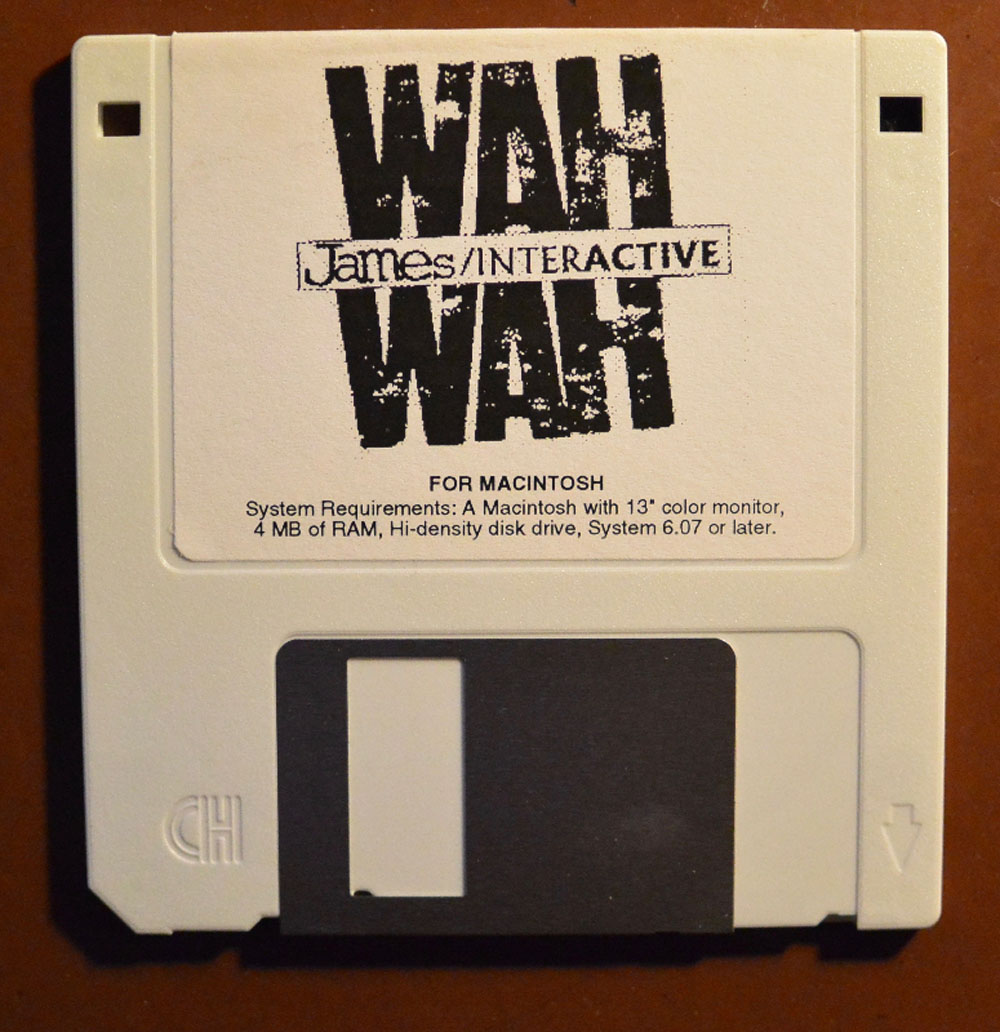 WAH
James/INTERACTIVE
WAH
FOR MACINTOSH
System Requirements: A Macintosh with 13" color monitor,
4 MB of RAM, Hi-density disk drive, System 6.07 or later.
CH